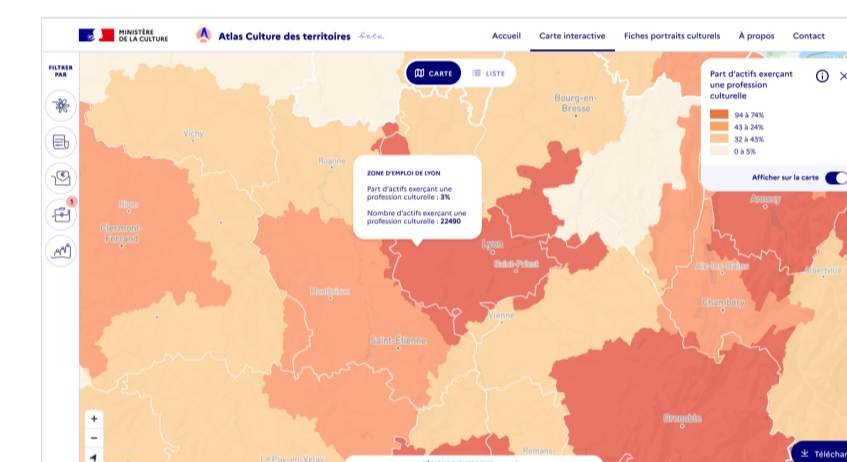 MINISTÈRE
DE LA CULTURE
Atlas Culture des territoires beta
Accueil
Carte interactive
Fiches portraits culturels
À propos
Contact
FILTRER
PAR
1
CARTE
LISTE
Part d'actifs exerçant
une profession
culturelle
94 à 74%
43 à 24%
32 à 43%
0 à 5%
Afficher sur la carte
ZONE D'EMPLOI DE LYON
Part d'actifs exerçant une
profession culturelle : 3%
Nombre d'actifs exerçant une
profession culturelle : 22490
Bourg-en-
Bresse
Vichy
Roanne
Riom
Clermont-
Ferrand
Annecy
Lyon
Saint-Priest
Aix-les-Bains
Albertville
Montbrison
Chambéry
Vienne
Saint-Étienne
Grenoble
Le Puy-en-Velay
Romans-
+
−
Téléchar